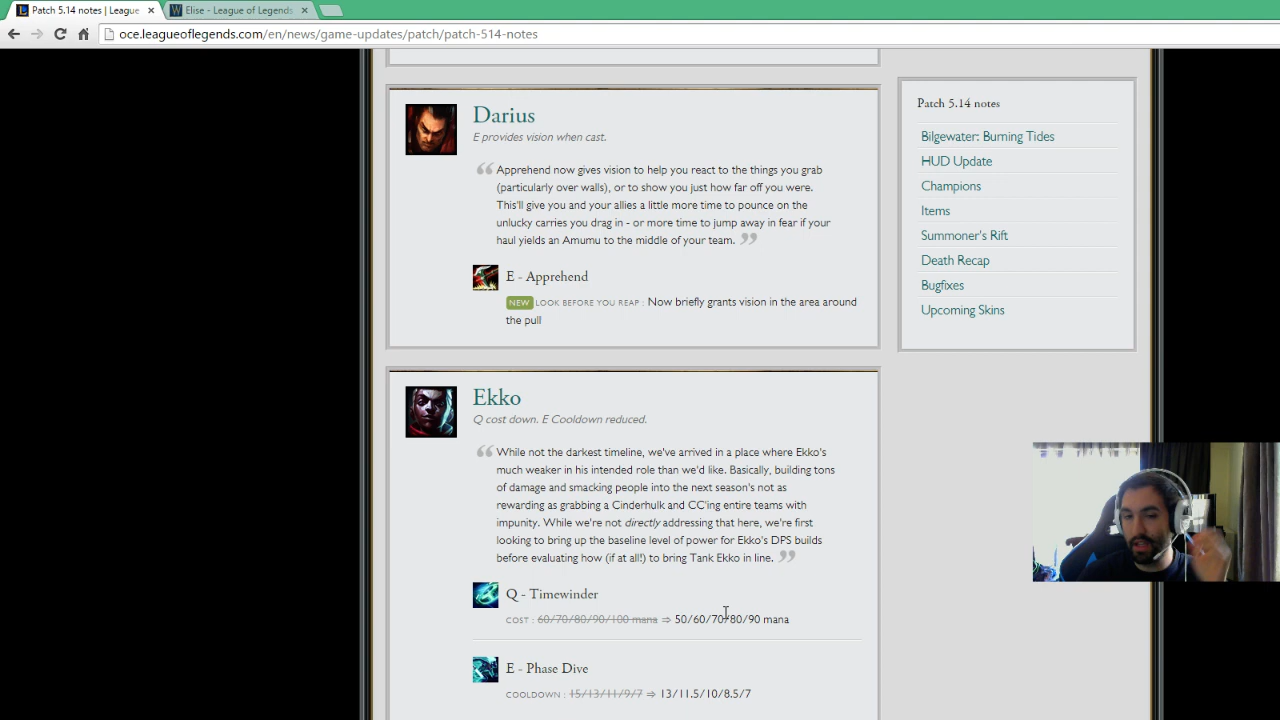 Patch 5.14 notes | League
Elise - League of Legends
oce.leagueoflegends.com/en/news/game-updates/patch/patch-514-notes
Darius
E provides vision when cast.
Apprehend now gives vision to help you react to the things you grab
(particularly over walls), or to show you just how far off you were.
This'll give you and your allies a little more time to pounce on the
unlucky carries you drag in - or more time to jump away in fear if your
haul yields an Amumu to the middle of your team.
E - Apprehend
NEW LOOK BEFORE YOU REAP : Now briefly grants vision in the area around
the pull
Ekko
Q cost down. E Cooldown reduced.
While not the darkest timeline, we've arrived in a place where Ekko's
much weaker in his intended role than we'd like. Basically, building tons
of damage and smacking people into the next season's not as
rewarding as grabbing a Cinderhulk and CC'ing entire teams with
impunity. While we're not directly addressing that here, we're first
looking to bring up the baseline level of power for Ekko's DPS builds
before evaluating how (if at all!) to bring Tank Ekko in line.
Q - Timewinder
COST : 60/70/80/90/100 mana ⇒ 50/60/70/80/90 mana
E - Phase Dive
COOLDOWN : 15/13/11/9/7 ⇒ 13/11.5/10/8.5/7
Patch 5.14 notes
Bilgewater: Burning Tides
HUD Update
Champions
Items
Summoner's Rift
Death Recap
Bugfixes
Upcoming Skins